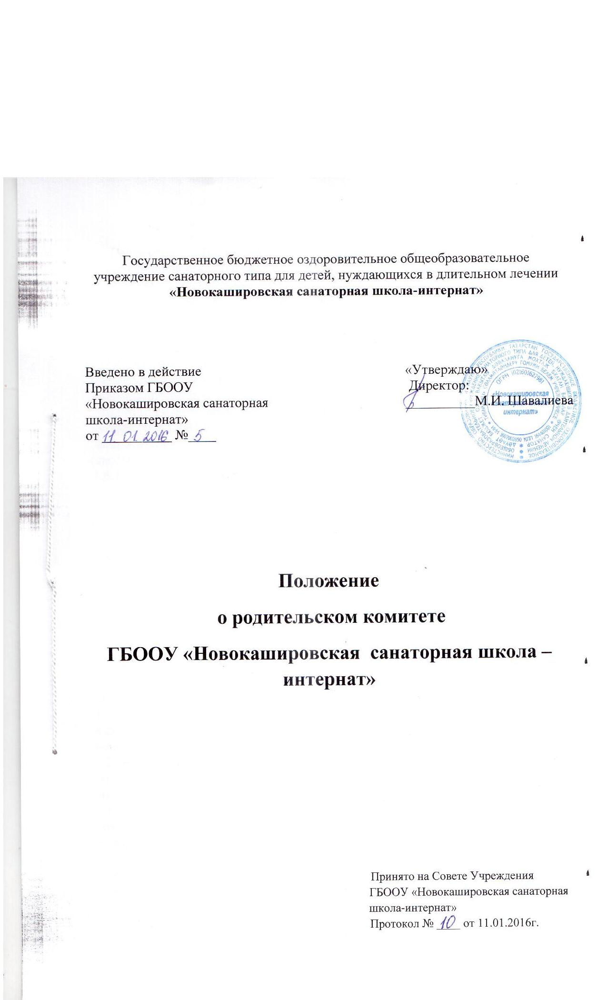 Государственное бюджетное оздоровительное общеобразовательное
учреждение санаторного типа для детей, нуждающихся в длительном лечении
«Новокашировская санаторная школа-интернат»
Введено в действие
Приказом ГБООУ
«Новокашировская санаторная
школа-интернат»
от 11.01.2016 № 5
«Утверждаю»
Директор:
М.И. Шавалиева
ОГРН 1021601627981
«Новокашировская
санаторная школа-
интернат»
Положение
о родительском комитете
ГБООУ «Новокашировская санаторная школа –
интернат»
Принято на Совете Учреждения
ГБООУ «Новокашировская санаторная
школа-интернат»
Протокол № 10 от 11.01.2016г.